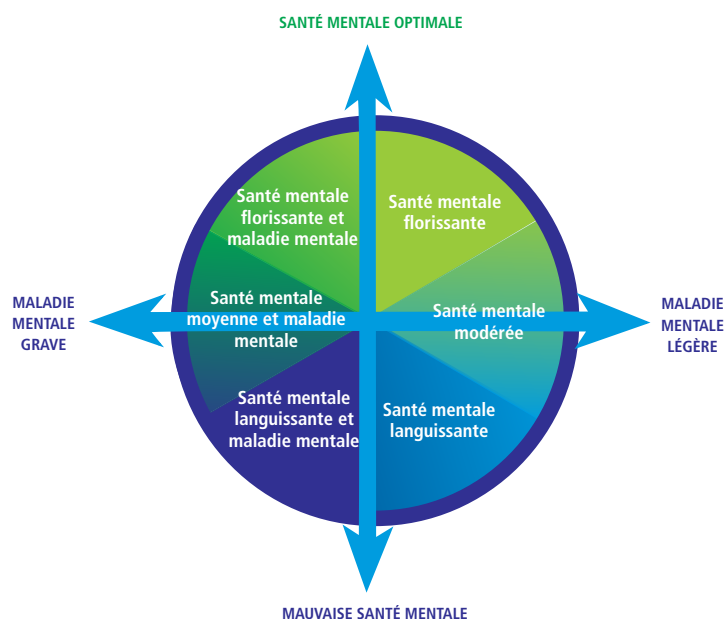 SANTÉ MENTALE OPTIMALE
Santé mentale
florissante et
maladie mentale
Santé mentale
florissante
MALADIE
MENTALE
GRAVE
Santé mentale
moyenne et maladie
mentale
Santé mentale
modérée
MALADIE
MENTALE
LÉGÈRE
Santé mentale
languissante et
maladie mentale
Santé mentale
languissante
MAUVAISE SANTÉ MENTALE